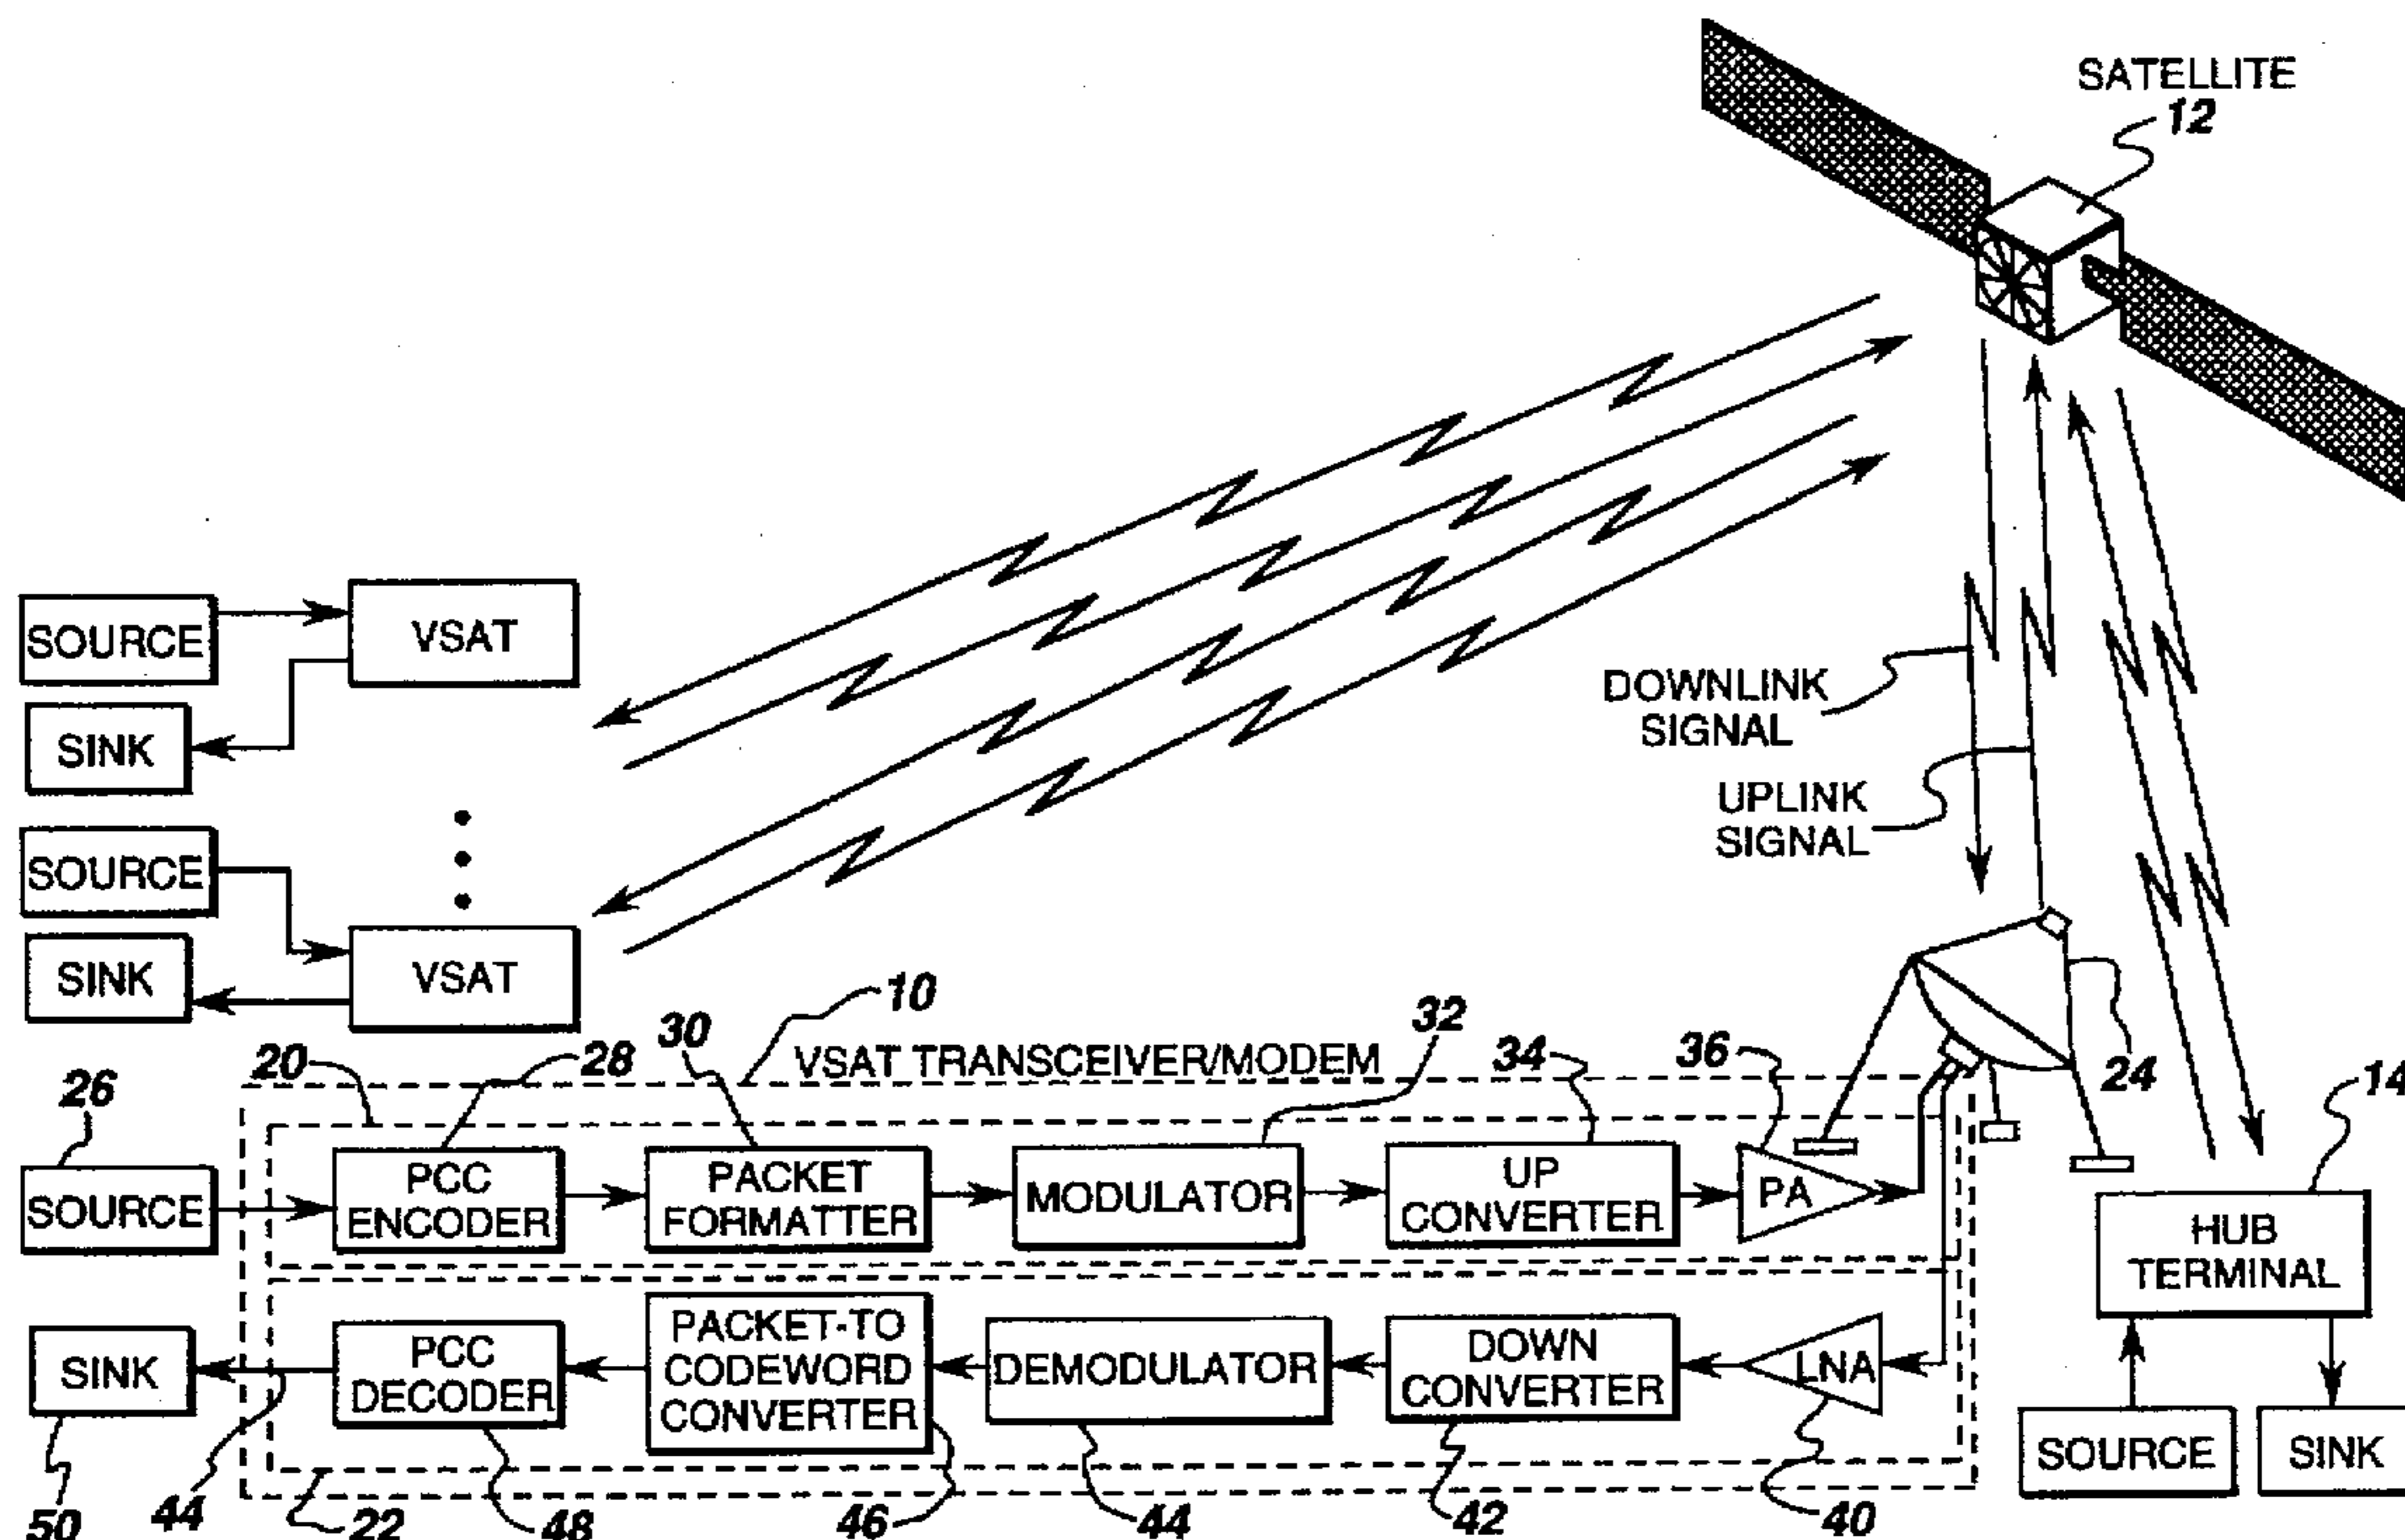 SATELLITE
12
SOURCE
VSAT
SINK
DOWNLINK
SIGNAL
UPLINK
SIGNAL
SOURCE
SINK
VSAT
10
24
20
28
30
VSAT TRANSCEIVER/MODEM
32
34
36
14
26
SOURCE
PCC
ENCODER
PACKET
FORMATTER
MODULATOR
UP
CONVERTER
PA
HUB
TERMINAL
SINK
PCC
DECODER
PACKET-TO
CODEWORD
CONVERTER
DEMODULATOR
DOWN
CONVERTER
LNA
SOURCE
SINK
50
44
22
48
46
44
42
40